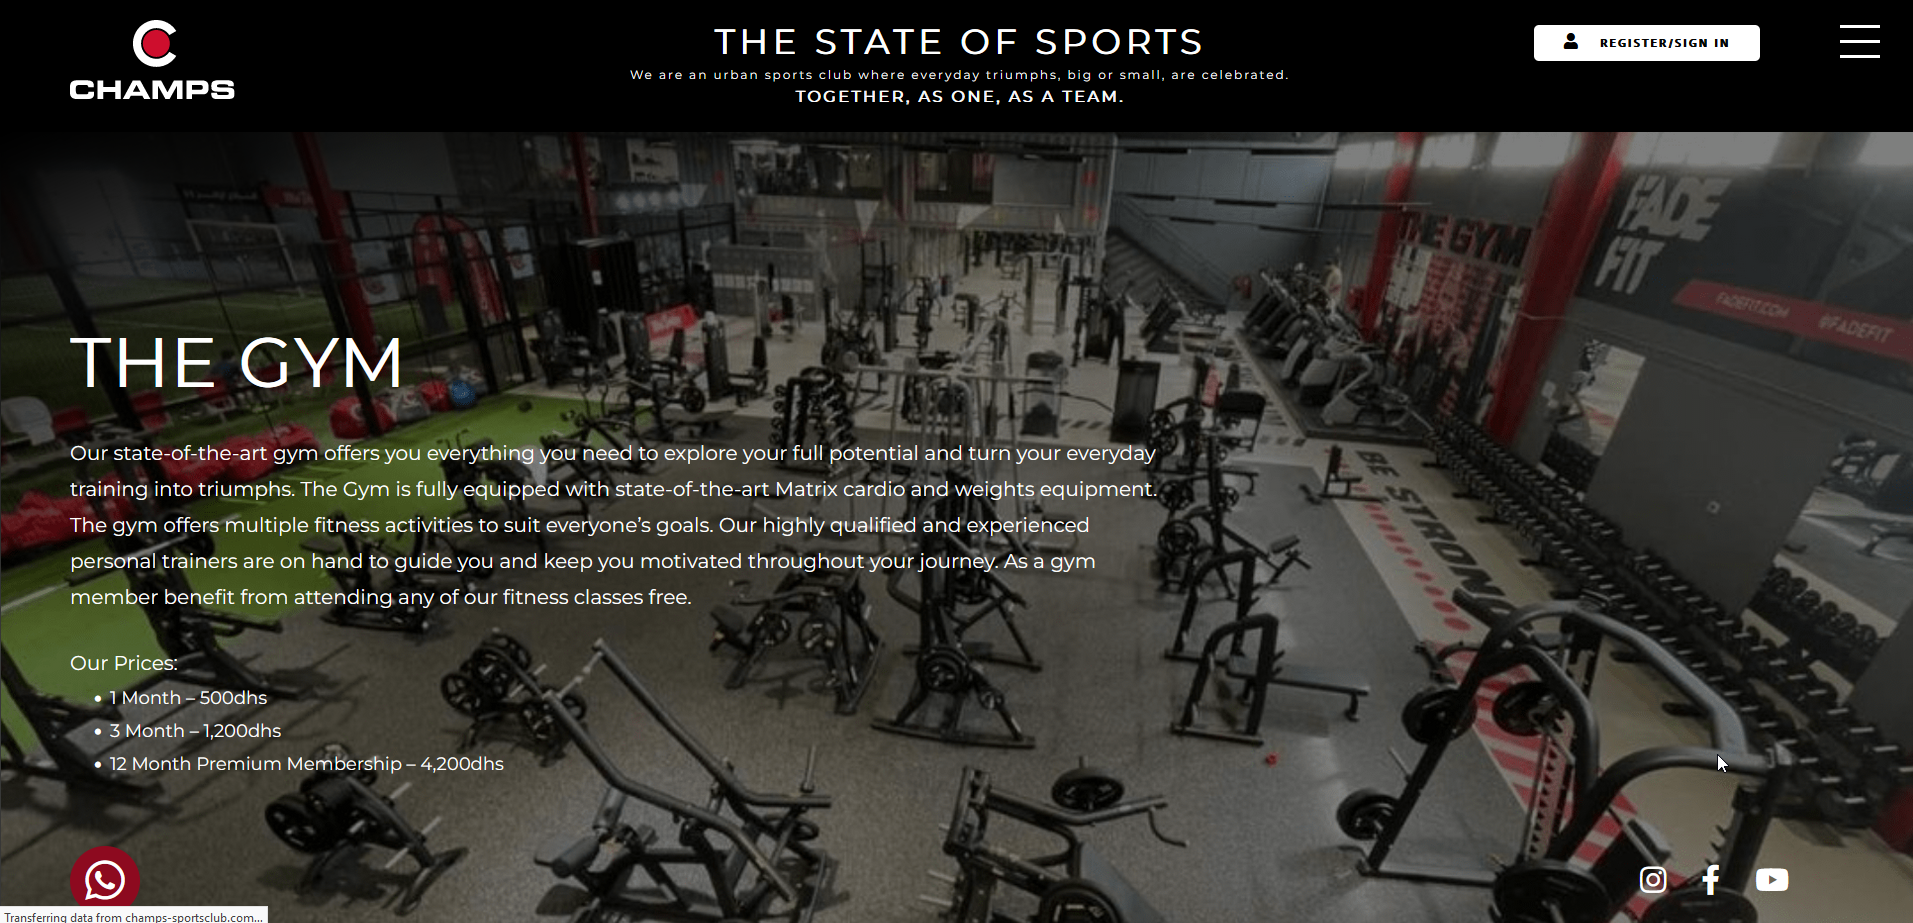 CHAMPS
THE STATE OF SPORTS
We are an urban sports club where everyday triumphs, big or small, are celebrated.
TOGETHER, AS ONE, AS A TEAM.
REGISTER/SIGN IN
FADE
FIT
THE GYM
FADEFIT.COM
@FADEFIT
THE GYM
Our state-of-the-art gym offers you everything you need to explore your full potential and turn your everyday
training into triumphs. The Gym is fully equipped with state-of-the-art Matrix cardio and weights equipment.
The gym offers multiple fitness activities to suit everyone’s goals. Our highly qualified and experienced
personal trainers are on hand to guide you and keep you motivated throughout your journey. As a gym
member benefit from attending any of our fitness classes free.
BE STRONG
Our Prices:
• 1 Month – 500dhs
• 3 Month – 1,200dhs
• 12 Month Premium Membership – 4,200dhs
Transferring data from champs-sportsclub.com...